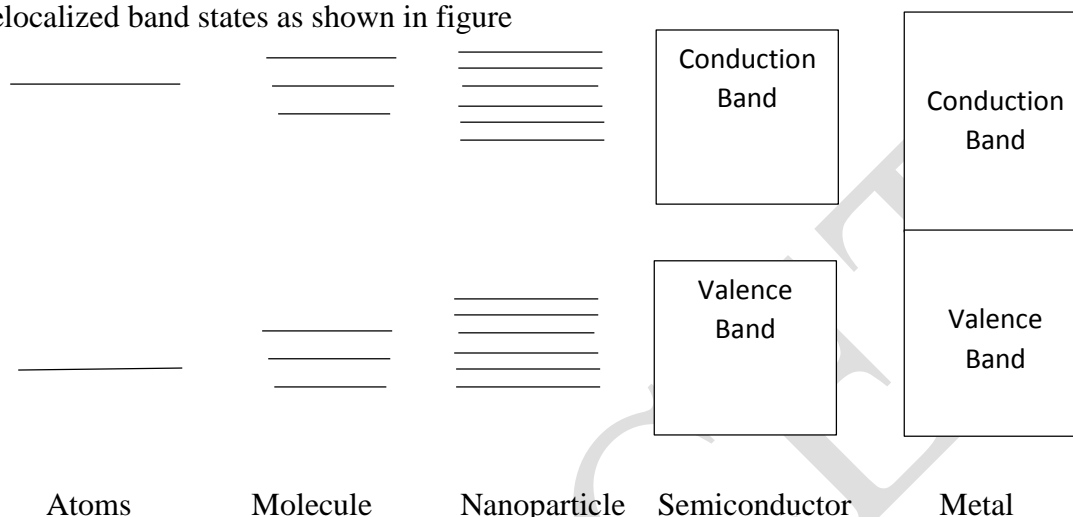 elocalized band states as shown in figure
Conduction
Band
Conduction
Band
Valence
Band
Valence
Band
Atoms Molecule Nanoparticle Semiconductor Metal